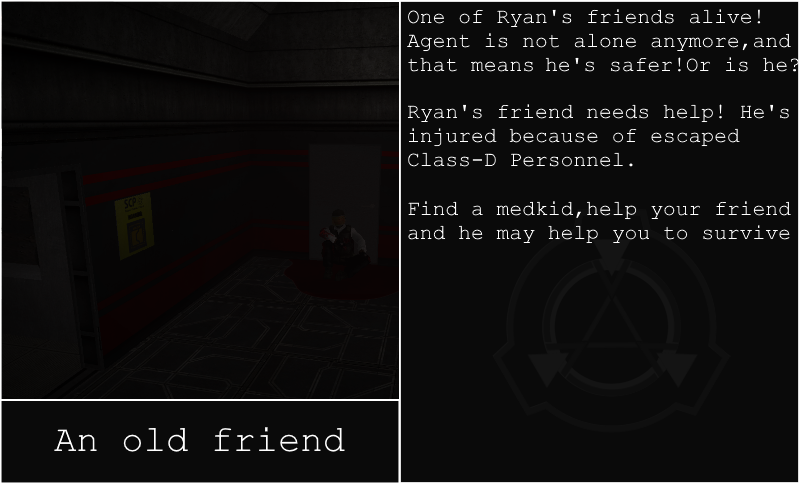 SCP
An old friend
One of Ryan's friends alive!
Agent is not alone anymore,and
that means he's safer!Or is he?
Ryan's friend needs help! He's
injured because of escaped
Class-D Personnel.
Find a medkid,help your friend
and he may help you to survive